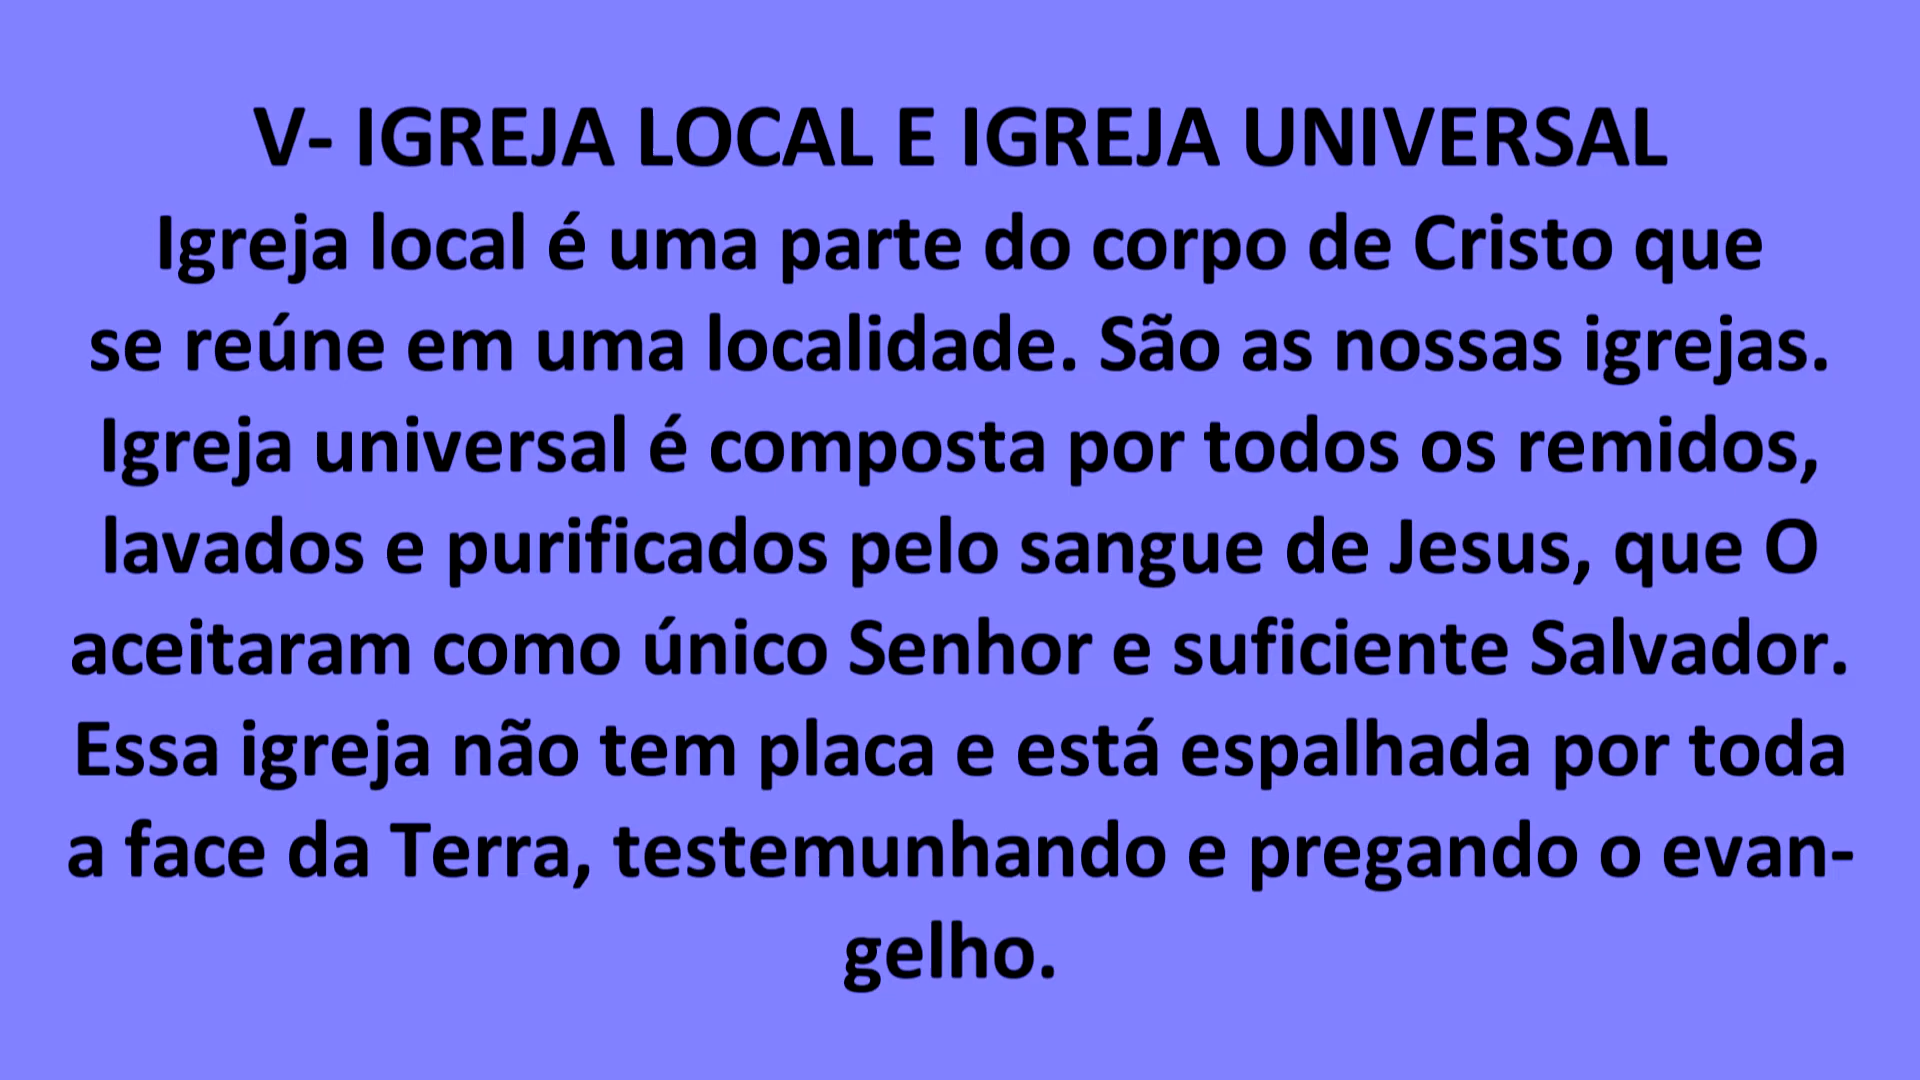 V- IGREJA LOCAL E IGREJA UNIVERSAL
Igreja local é uma parte do corpo de Cristo que
se reúne em uma localidade. São as nossas igrejas.
Igreja universal é composta por todos os remidos,
lavados e purificados pelo sangue de Jesus, que O
aceitaram como único Senhor e suficiente Salvador.
Essa igreja não tem placa e está espalhada por toda
a face da Terra, testemunhando e pregando o evan-
gelho.